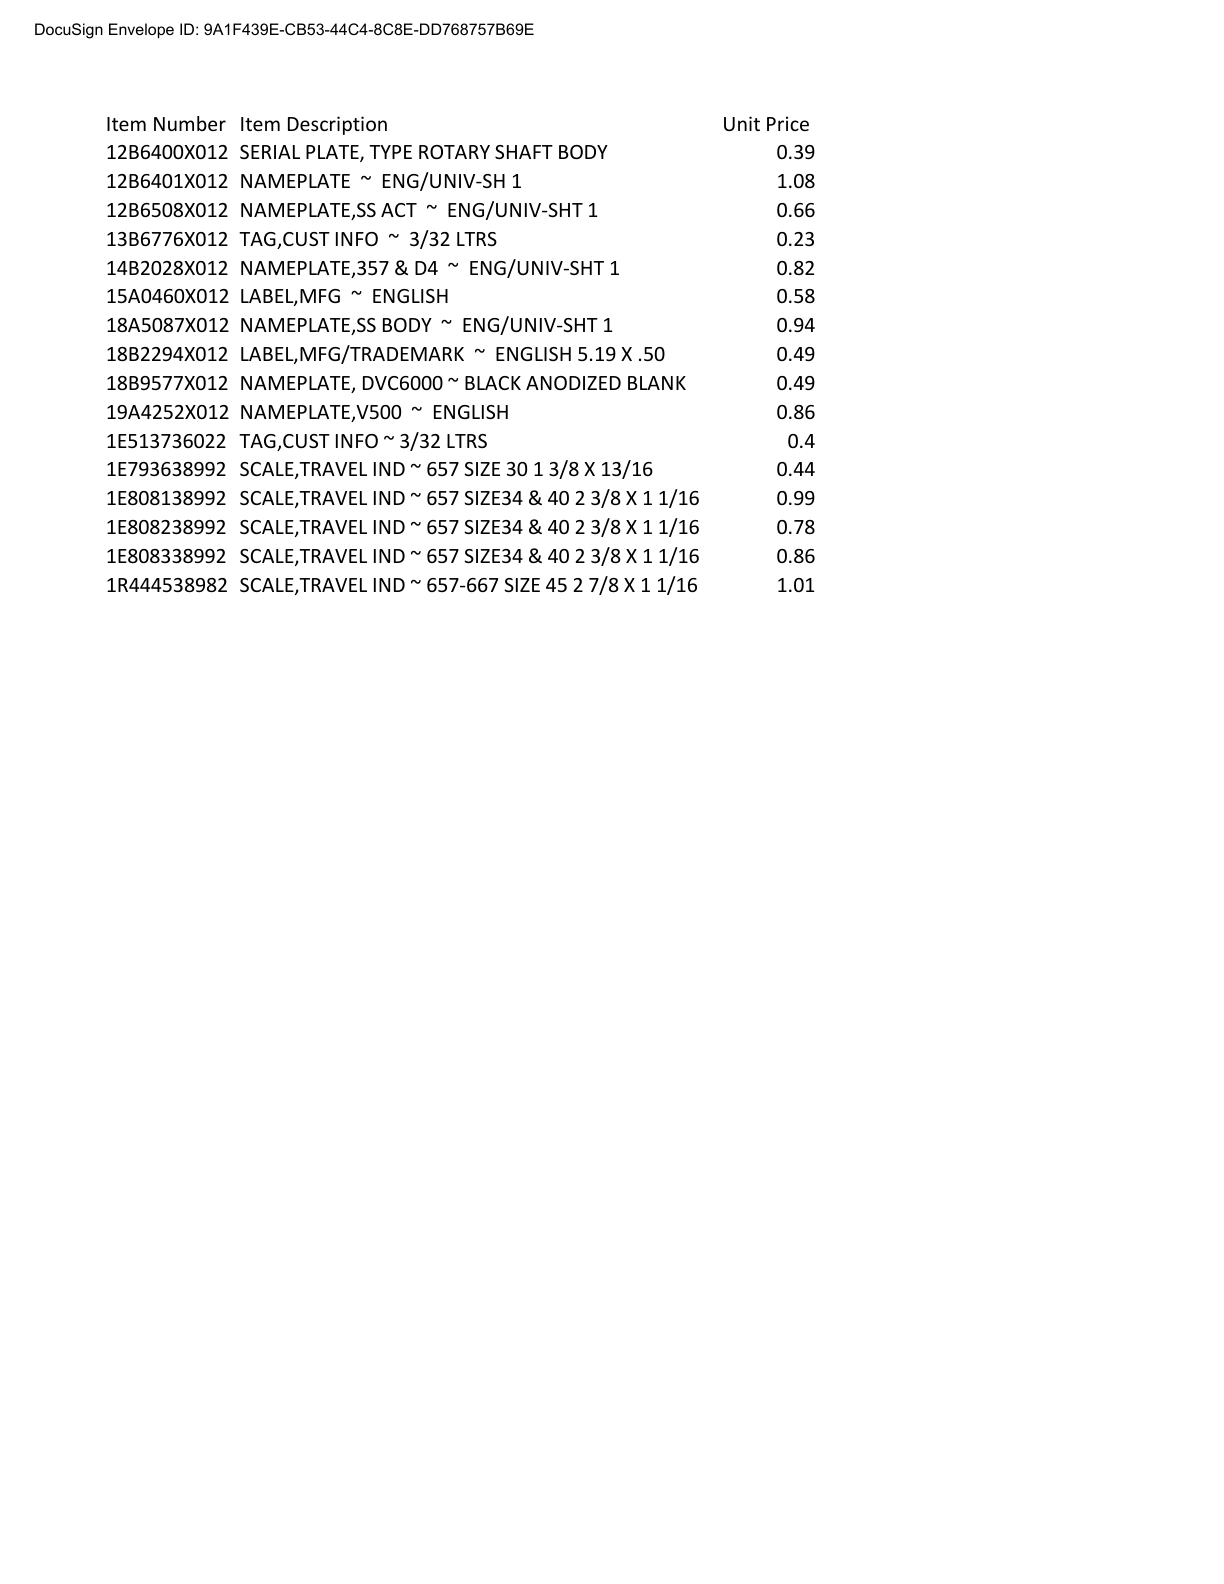 DocuSign Envelope ID: 9A1F439E-CB53-44C4-8C8E-DD768757B69E
Item Number Item Description Unit Price
12B6400X012 SERIAL PLATE, TYPE ROTARY SHAFT BODY 0.39
12B6401X012 NAMEPLATE ~ ENG/UNIV-SH 1 1.08
12B6508X012 NAMEPLATE,SS ACT ~ ENG/UNIV-SHT 1 0.66
13B6776X012 TAG,CUST INFO ~ 3/32 LTRS 0.23
14B2028X012 NAMEPLATE,357 & D4 ~ ENG/UNIV-SHT 1 0.82
15A0460X012 LABEL,MFG ~ ENGLISH 0.58
18A5087X012 NAMEPLATE,SS BODY ~ ENG/UNIV-SHT 1 0.94
18B2294X012 LABEL,MFG/TRADEMARK ~ ENGLISH 5.19 X .50 0.49
18B9577X012 NAMEPLATE, DVC6000 ~ BLACK ANODIZED BLANK 0.49
19A4252X012 NAMEPLATE,V500 ~ ENGLISH 0.86
1E513736022 TAG,CUST INFO ~ 3/32 LTRS 0.4
1E793638992 SCALE,TRAVEL IND ~ 657 SIZE 30 1 3/8 X 13/16 0.44
1E808138992 SCALE,TRAVEL IND ~ 657 SIZE34 & 40 2 3/8 X 1 1/16 0.99
1E808238992 SCALE,TRAVEL IND ~ 657 SIZE34 & 40 2 3/8 X 1 1/16 0.78
1E808338992 SCALE,TRAVEL IND ~ 657 SIZE34 & 40 2 3/8 X 1 1/16 0.86
1R444538982 SCALE,TRAVEL IND ~ 657-667 SIZE 45 2 7/8 X 1 1/16 1.01